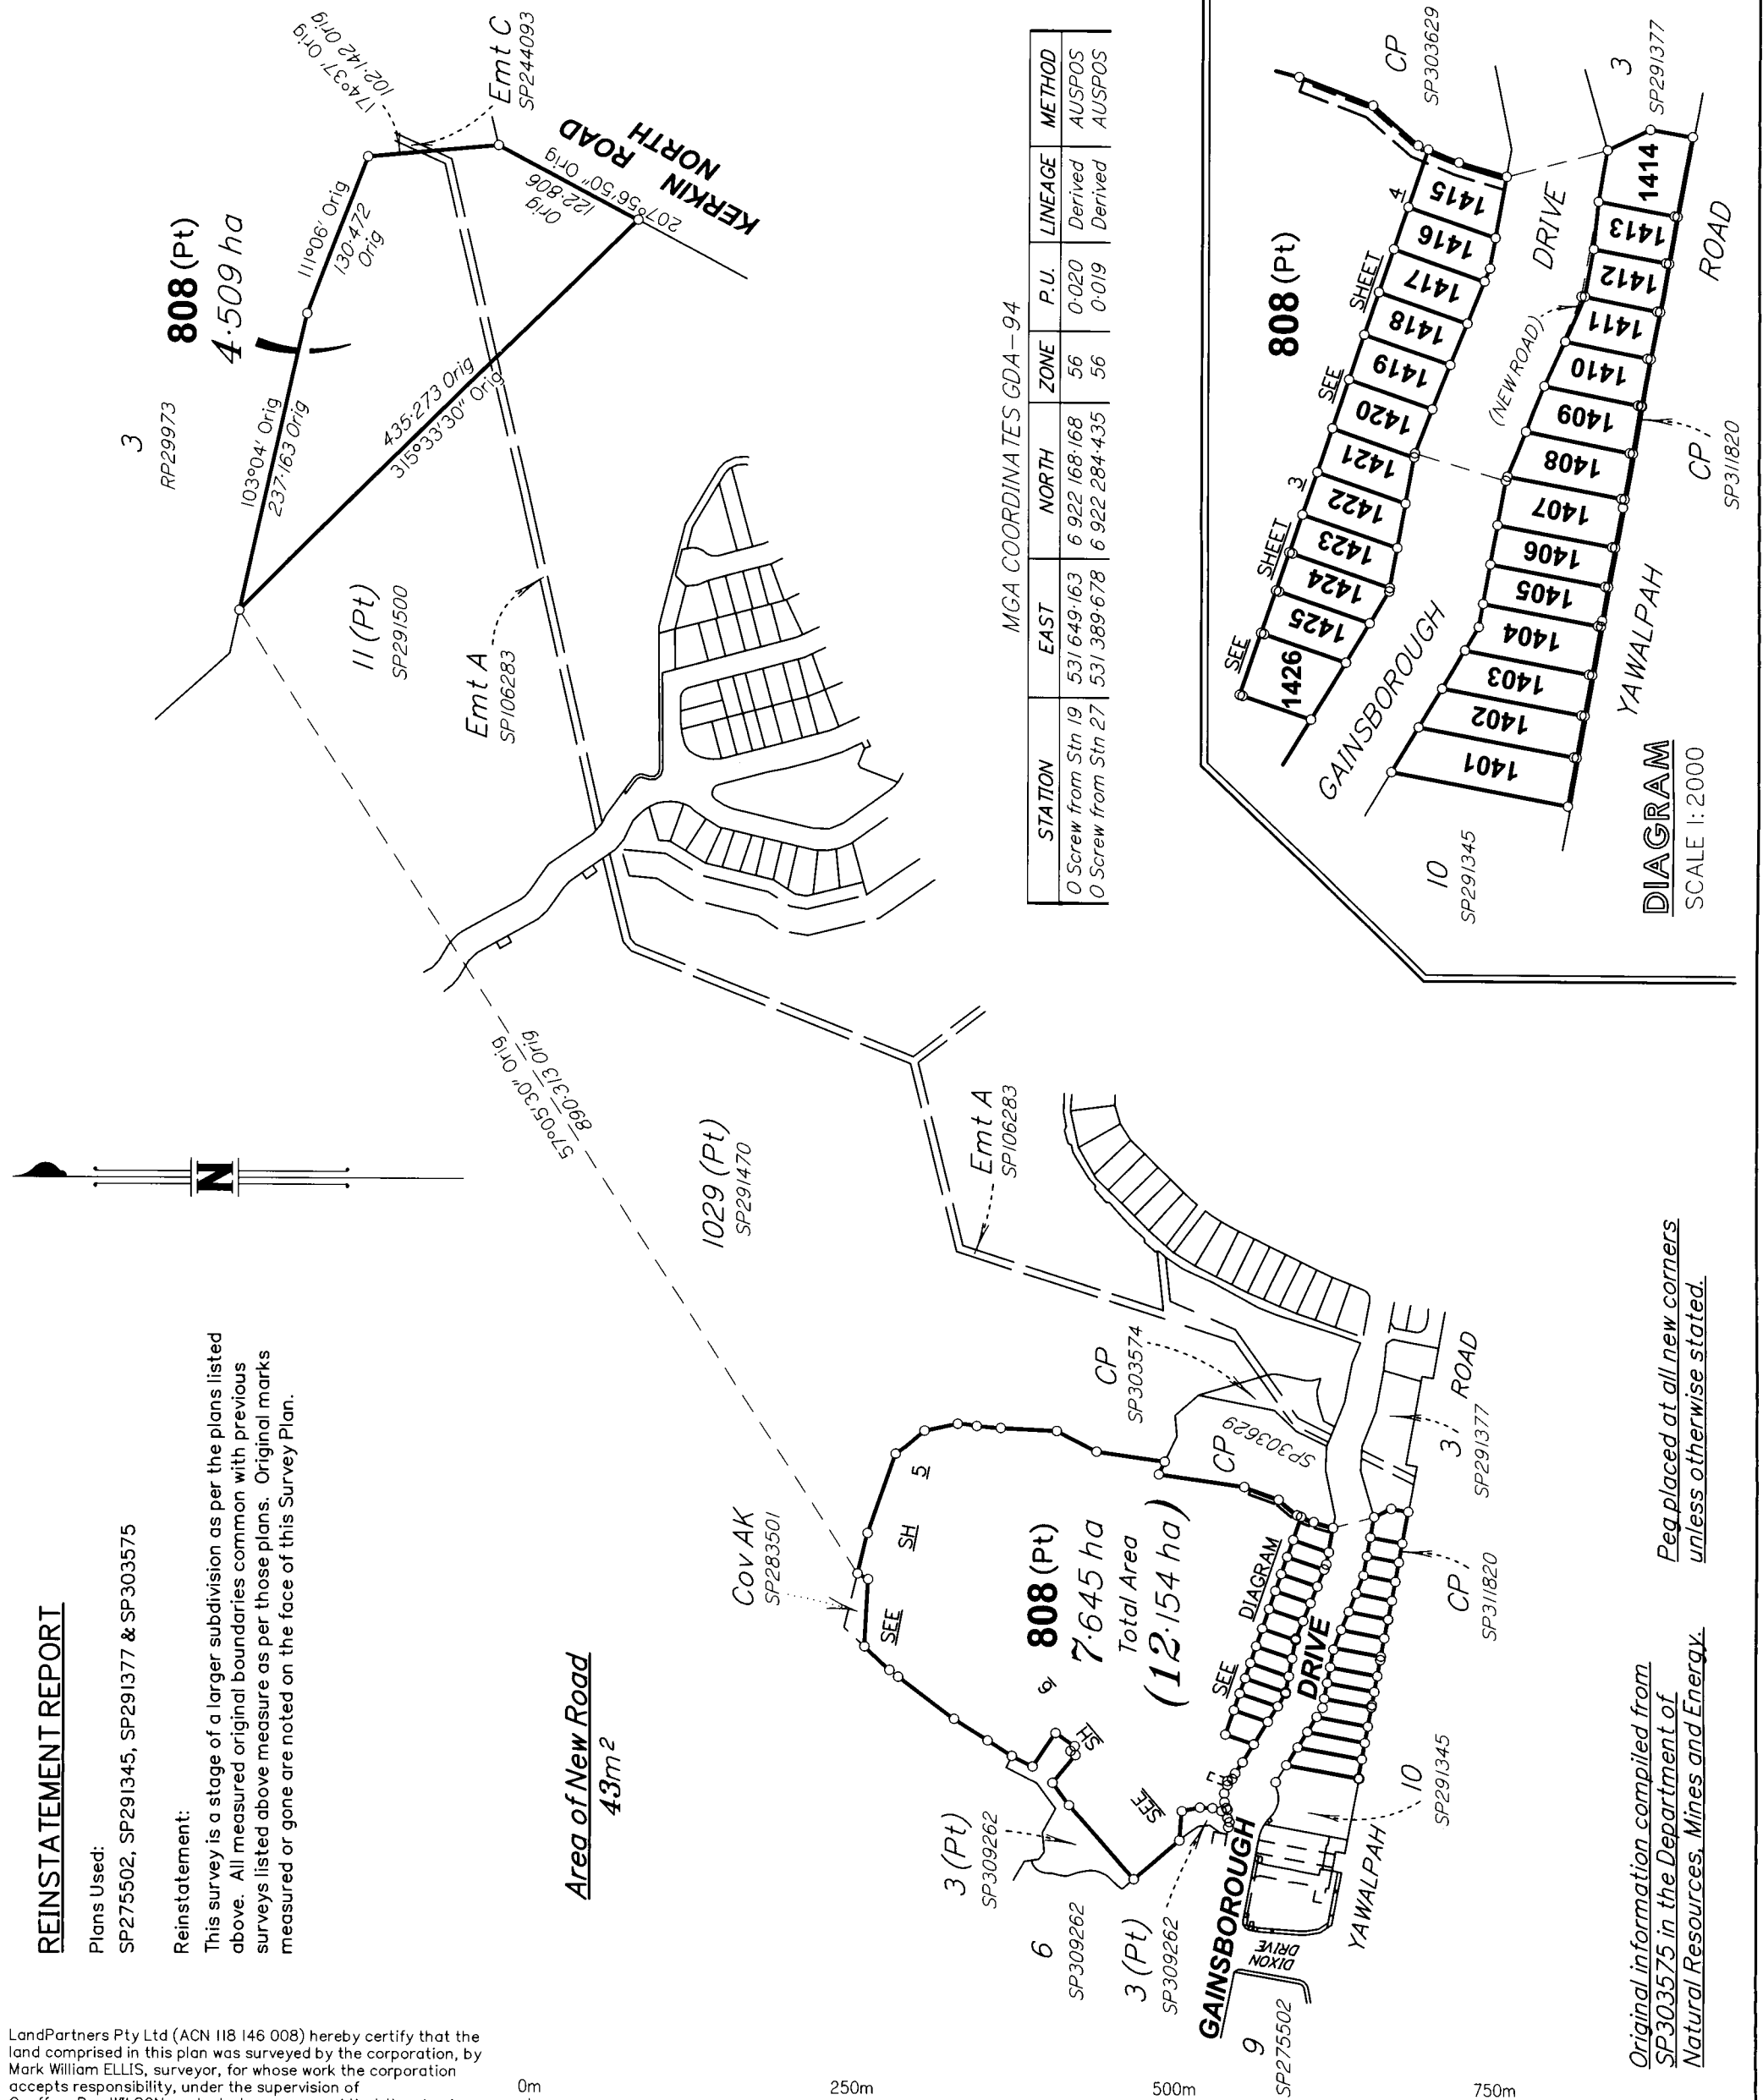 REINSTATEMENT REPORT
Plans Used:
SP275502, SP291345, SP291377 & SP303575
Reinstatement:
This survey is a stage of a larger subdivision as per the plans listed
above. All measured original boundaries common with previous
surveys listed above measure as per those plans. Original marks
measured or gone are noted on the face of this Survey Plan.
Area of New Road
43m²
N
3
RP29973
808 (Pt)
4·509 ha
103°04' Orig
237·163 Orig
111°06' Orig
130·472
Orig
174°37' Orig
102·142 Orig
Emt C
SP244093
KERKIN
ROAD
NORTH
207°56'50" Orig
122·806
Orig
435·273 Orig
315°33'30" Orig
11 (Pt)
SP291500
Emt A
SP106283
57°05'30" Orig
890·313 Orig
1029 (Pt)
SP291470
Emt A
SP106283
Cov AK
SP283501
SEE
SH
5
808 (Pt)
7·645 ha
Total Area
(12·154 ha)
SEE
SH
6
SEE
DIAGRAM
CP
SP303574
CP
SP303629
3 (Pt)
SP309262
6
SP309262
3 (Pt)
SP309262
GAINSBOROUGH
DRIVE
DIXON
DRIVE
9
SP275502
YAWALPAH
ROAD
10
SP291345
CP
SP311820
3
SP291377
MGA COORDINATES GDA-94
STATION EAST NORTH ZONE P.U. LINEAGE METHOD
O Screw from Stn 19 531 649·163 6 922 168·168 56 0·020 Derived AUSPOS
O Screw from Stn 27 531 389·678 6 922 284·435 56 0·019 Derived AUSPOS
808 (Pt)
CP
SP303629
SEE
SHEET
3
SEE
SHEET
4
1426
1425
1424
1423
1422
1421
1420
1419
1418
1417
1416
1415
GAINSBOROUGH
DRIVE
(NEW ROAD)
1401
1402
1403
1404
1405
1406
1407
1408
1409
1410
1411
1412
1413
1414
3
SP291377
10
SP291345
YAWALPAH
ROAD
CP
SP311820
DIAGRAM
SCALE 1:2000
Peg placed at all new corners
unless otherwise stated.
Original information compiled from
SP303575 in the Department of
Natural Resources, Mines and Energy.
LandPartners Pty Ltd (ACN 118 146 008) hereby certify that the
land comprised in this plan was surveyed by the corporation, by
Mark William ELLIS, surveyor, for whose work the corporation
accepts responsibility, under the supervision of
0m
250m
500m
750m